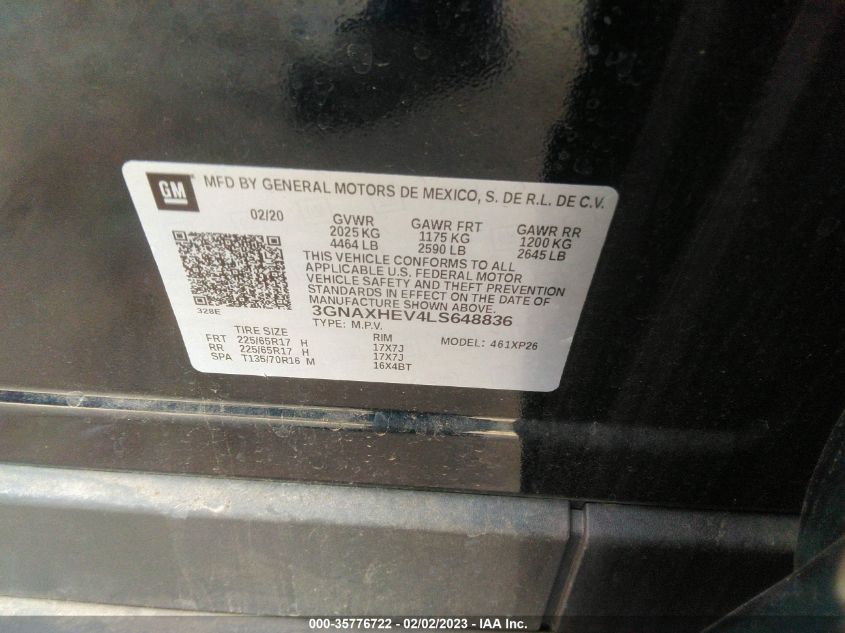 GM
MFD BY GENERAL MOTORS DE MEXICO, S. DE R.L. DE C.V.
02/20 GVWR GAWR FRT GAWR RR
2025 KG 1175 KG 1200 KG
4464 LB 2590 LB 2645 LB
THIS VEHICLE CONFORMS TO ALL
APPLICABLE U.S. FEDERAL MOTOR
VEHICLE SAFETY AND THEFT PREVENTION
STANDARDS IN EFFECT ON THE DATE OF
MANUFACTURE SHOWN ABOVE.
328E
3GNAXHEV4LS648836
TYPE: M.P.V.
TIRE SIZE RIM MODEL: 461XP26
FRT 225/65R17 H 17X7J
RR 225/65R17 H 17X7J
SPA T135/70R16 M 16X4BT
000-35776722 - 02/02/2023 - IAA Inc.